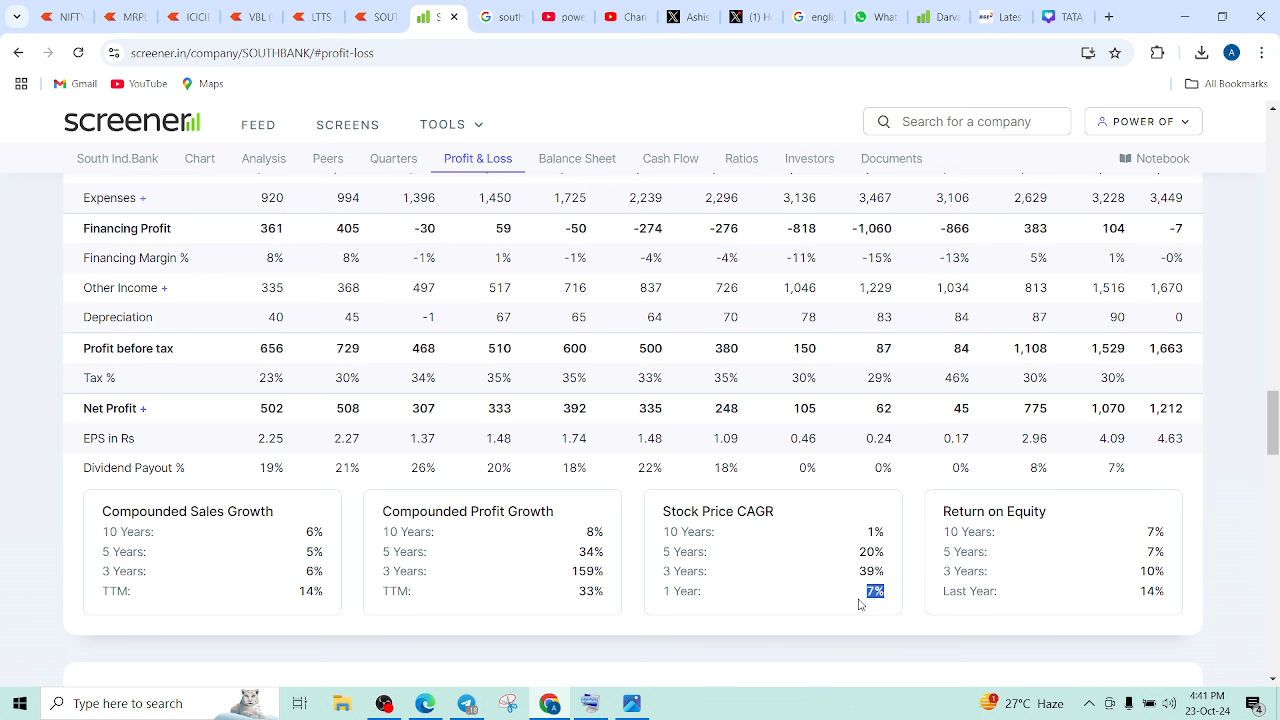 NIFT
MRPL
ICICI
VBL (
LTTS
SOUT
S
south
powe
Chan
Abhis
(1) Ho
englis
WhatA
Darva
Lates
TATA
screener.in/company/SOUTHBANK/#profit-loss
Gmail YouTube Maps All Bookmarks
screener FEED SCREENS TOOLS Search for a company POWER OF
South Ind.Bank Chart Analysis Peers Quarters Profit & Loss Balance Sheet Cash Flow Ratios Investors Documents Notebook
Expenses + 920 994 1,396 1,450 1,725 2,239 2,296 3,136 3,467 3,106 2,629 3,228 3,449
Financing Profit 361 405 -30 59 -50 -274 -276 -818 -1,060 -866 383 104 -7
Financing Margin % 8% 8% -1% 1% -1% -4% -4% -11% -15% -13% 5% 1% -0%
Other Income + 335 368 497 517 716 837 726 1,046 1,229 1,034 813 1,516 1,670
Depreciation 40 45 -1 67 65 64 70 78 83 84 87 90 0
Profit before tax 656 729 468 510 600 500 380 150 87 84 1,108 1,529 1,663
Tax % 23% 30% 34% 35% 35% 33% 35% 30% 29% 46% 30% 30%
Net Profit + 502 508 307 333 392 335 248 105 62 45 775 1,070 1,212
EPS in Rs 2.25 2.27 1.37 1.48 1.74 1.48 1.09 0.46 0.24 0.17 2.96 4.09 4.63
Dividend Payout % 19% 21% 26% 20% 18% 22% 18% 0% 0% 0% 8% 7%
Compounded Sales Growth
10 Years: 6%
5 Years: 5%
3 Years: 6%
TTM: 14%
Compounded Profit Growth
10 Years: 8%
5 Years: 34%
3 Years: 159%
TTM: 33%
Stock Price CAGR
10 Years: 1%
5 Years: 20%
3 Years: 39%
1 Year: 7%
Return on Equity
10 Years: 7%
5 Years: 7%
3 Years: 10%
Last Year: 14%
Type here to search
27°C Haze
4:41 PM
23-Oct-24